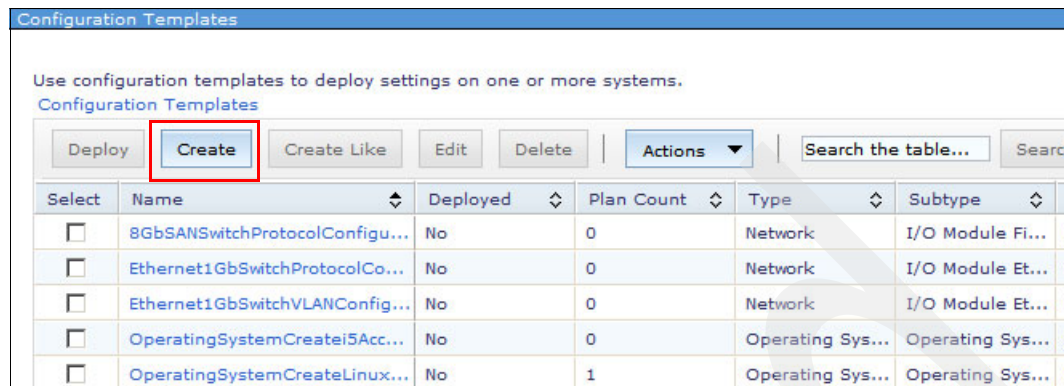 Configuration Templates
Use configuration templates to deploy settings on one or more systems.
Configuration Templates
Deploy Create Create Like Edit Delete Actions Search the table... Searc
Select Name Deployed Plan Count Type Subtype
8GbSANSwitchProtocolConfigu... No 0 Network I/O Module Fi...
Ethernet1GbSwitchProtocolCo... No 0 Network I/O Module Et...
Ethernet1GbSwitchVLANConfig... No 0 Network I/O Module Et...
OperatingSystemCreatei5Acc... No 0 Operating Sys... Operating Sys...
OperatingSystemCreateLinux... No 1 Operating Sys... Operating Sys...